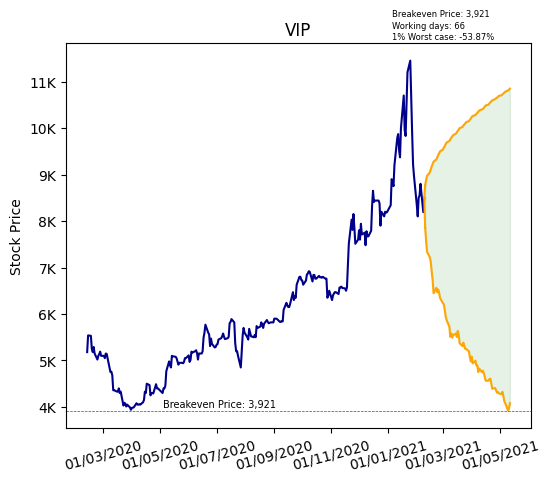 Breakeven Price: 3,921
Working days: 66
1% Worst case: -53.87%
VIP
Stock Price
11K
10K
9K
8K
7K
6K
5K
4K
Breakeven Price: 3,921
01/03/2020
01/05/2020
01/07/2020
01/09/2020
01/11/2020
01/01/2021
01/03/2021
01/05/2021